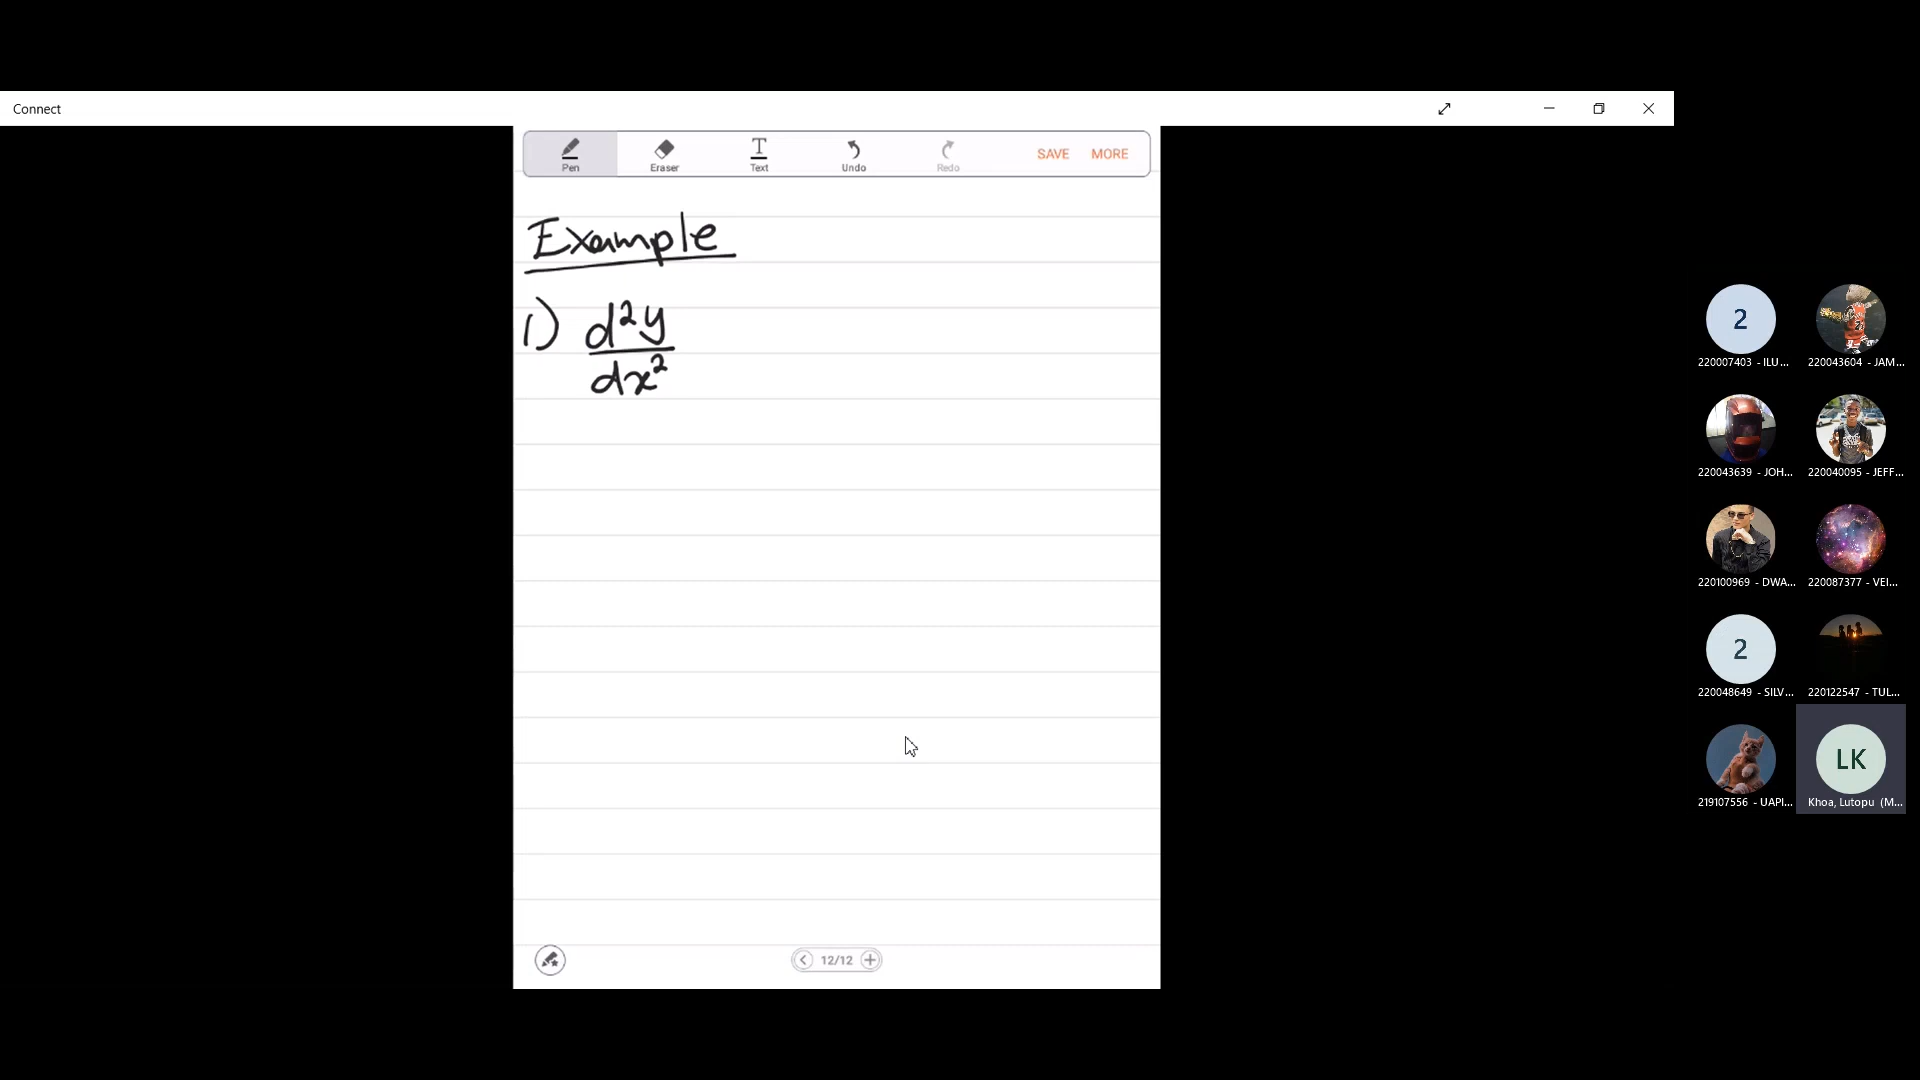 Connect
Pen Eraser Text Undo Redo SAVE MORE
Example
1) d²y
dx²
12/12
2
220007403 - ILU... 220043604 - JAM...
220043639 - JOH... 220040095 - JEFF...
220100969 - DWA... 220087377 - VEI...
2
220048649 - SILV... 220122547 - TUL...
LK
219107556 - UAPI... Khoa, Lutopu (M...